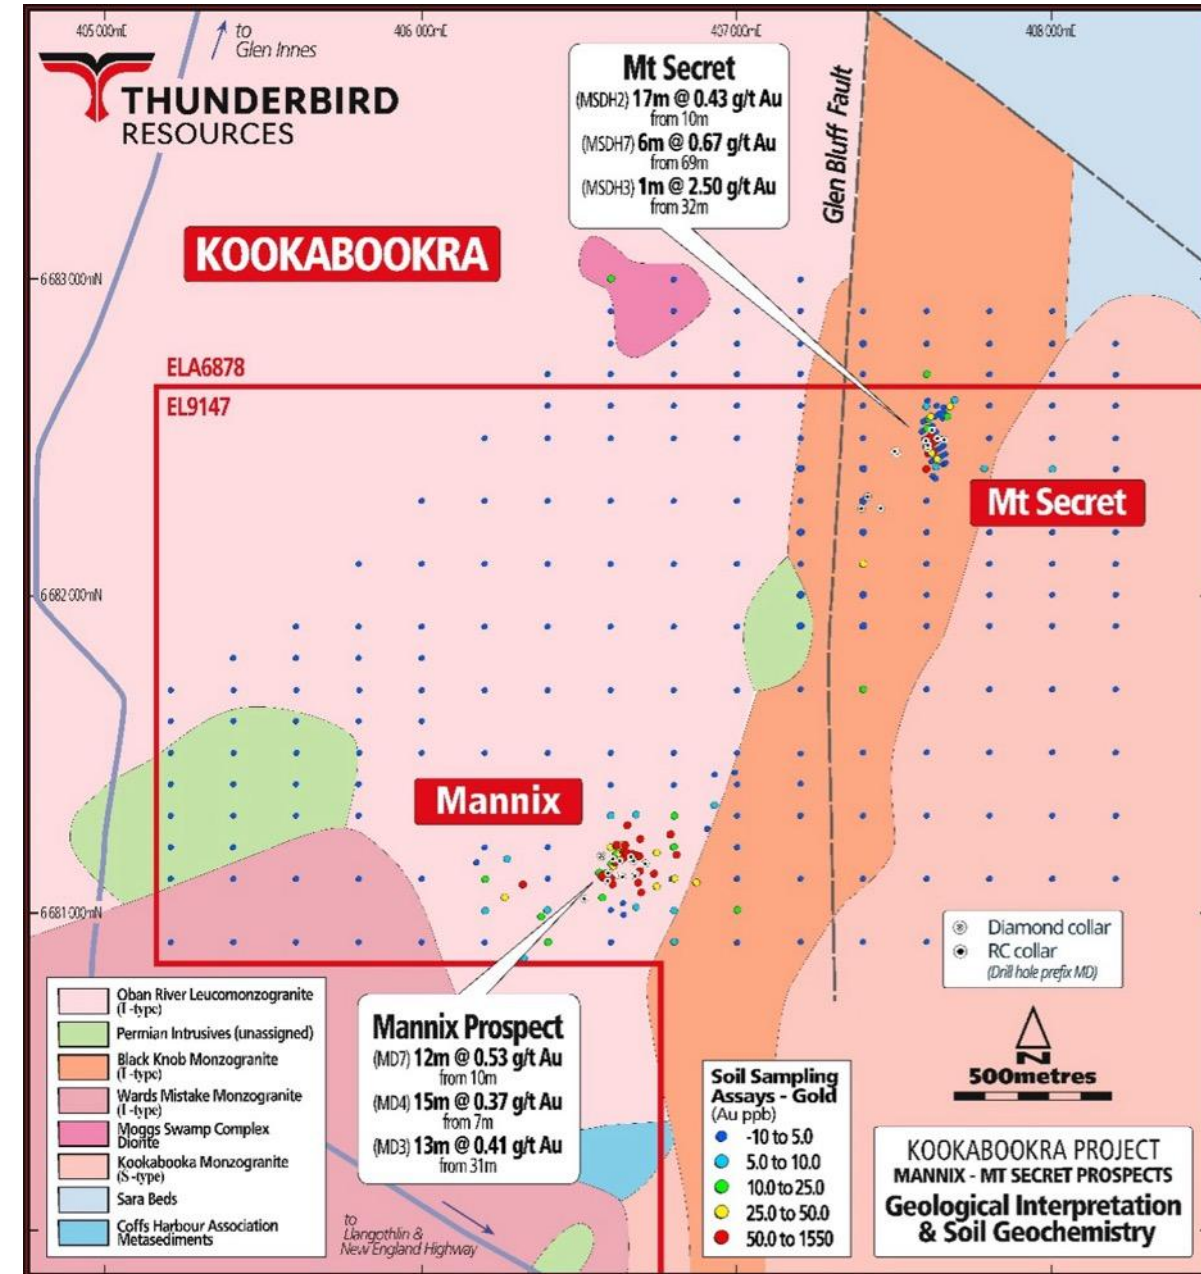 405 000mE
406 000mE
407 000mE
408 000mE
to
Glen Innes
THUNDERBIRD
RESOURCES
Mt Secret
(MSDH2) 17m @ 0.43 g/t Au
from 10m
(MSDH7) 6m @ 0.67 g/t Au
from 69m
(MSDH3) 1m @ 2.50 g/t Au
from 32m
Glen Bluff Fault
KOOKABOOKRA
6 683 000mN
ELA6878
EL9147
Mt Secret
6 682 000mN
Mannix
6 681 000mN
Diamond collar
RC collar
(Drill hole prefix MD)
N
500metres
Oban River Leucomonzogranite
(I-type)
Permian Intrusives (unassigned)
Black Knob Monzogranite
(I-type)
Wards Mistake Monzogranite
(I-type)
Moggs Swamp Complex
Diorite
Kookabooka Monzogranite
(S-type)
Sara Beds
Coffs Harbour Association
Metasediments
Mannix Prospect
(MD7) 12m @ 0.53 g/t Au
from 10m
(MD4) 15m @ 0.37 g/t Au
from 7m
(MD3) 13m @ 0.41 g/t Au
from 31m
to
Llangothlin &
New England Highway
Soil Sampling
Assays - Gold
(Au ppb)
-10 to 5.0
5.0 to 10.0
10.0 to 25.0
25.0 to 50.0
50.0 to 1550
KOOKABOOKRA PROJECT
MANNIX - MT SECRET PROSPECTS
Geological Interpretation
& Soil Geochemistry